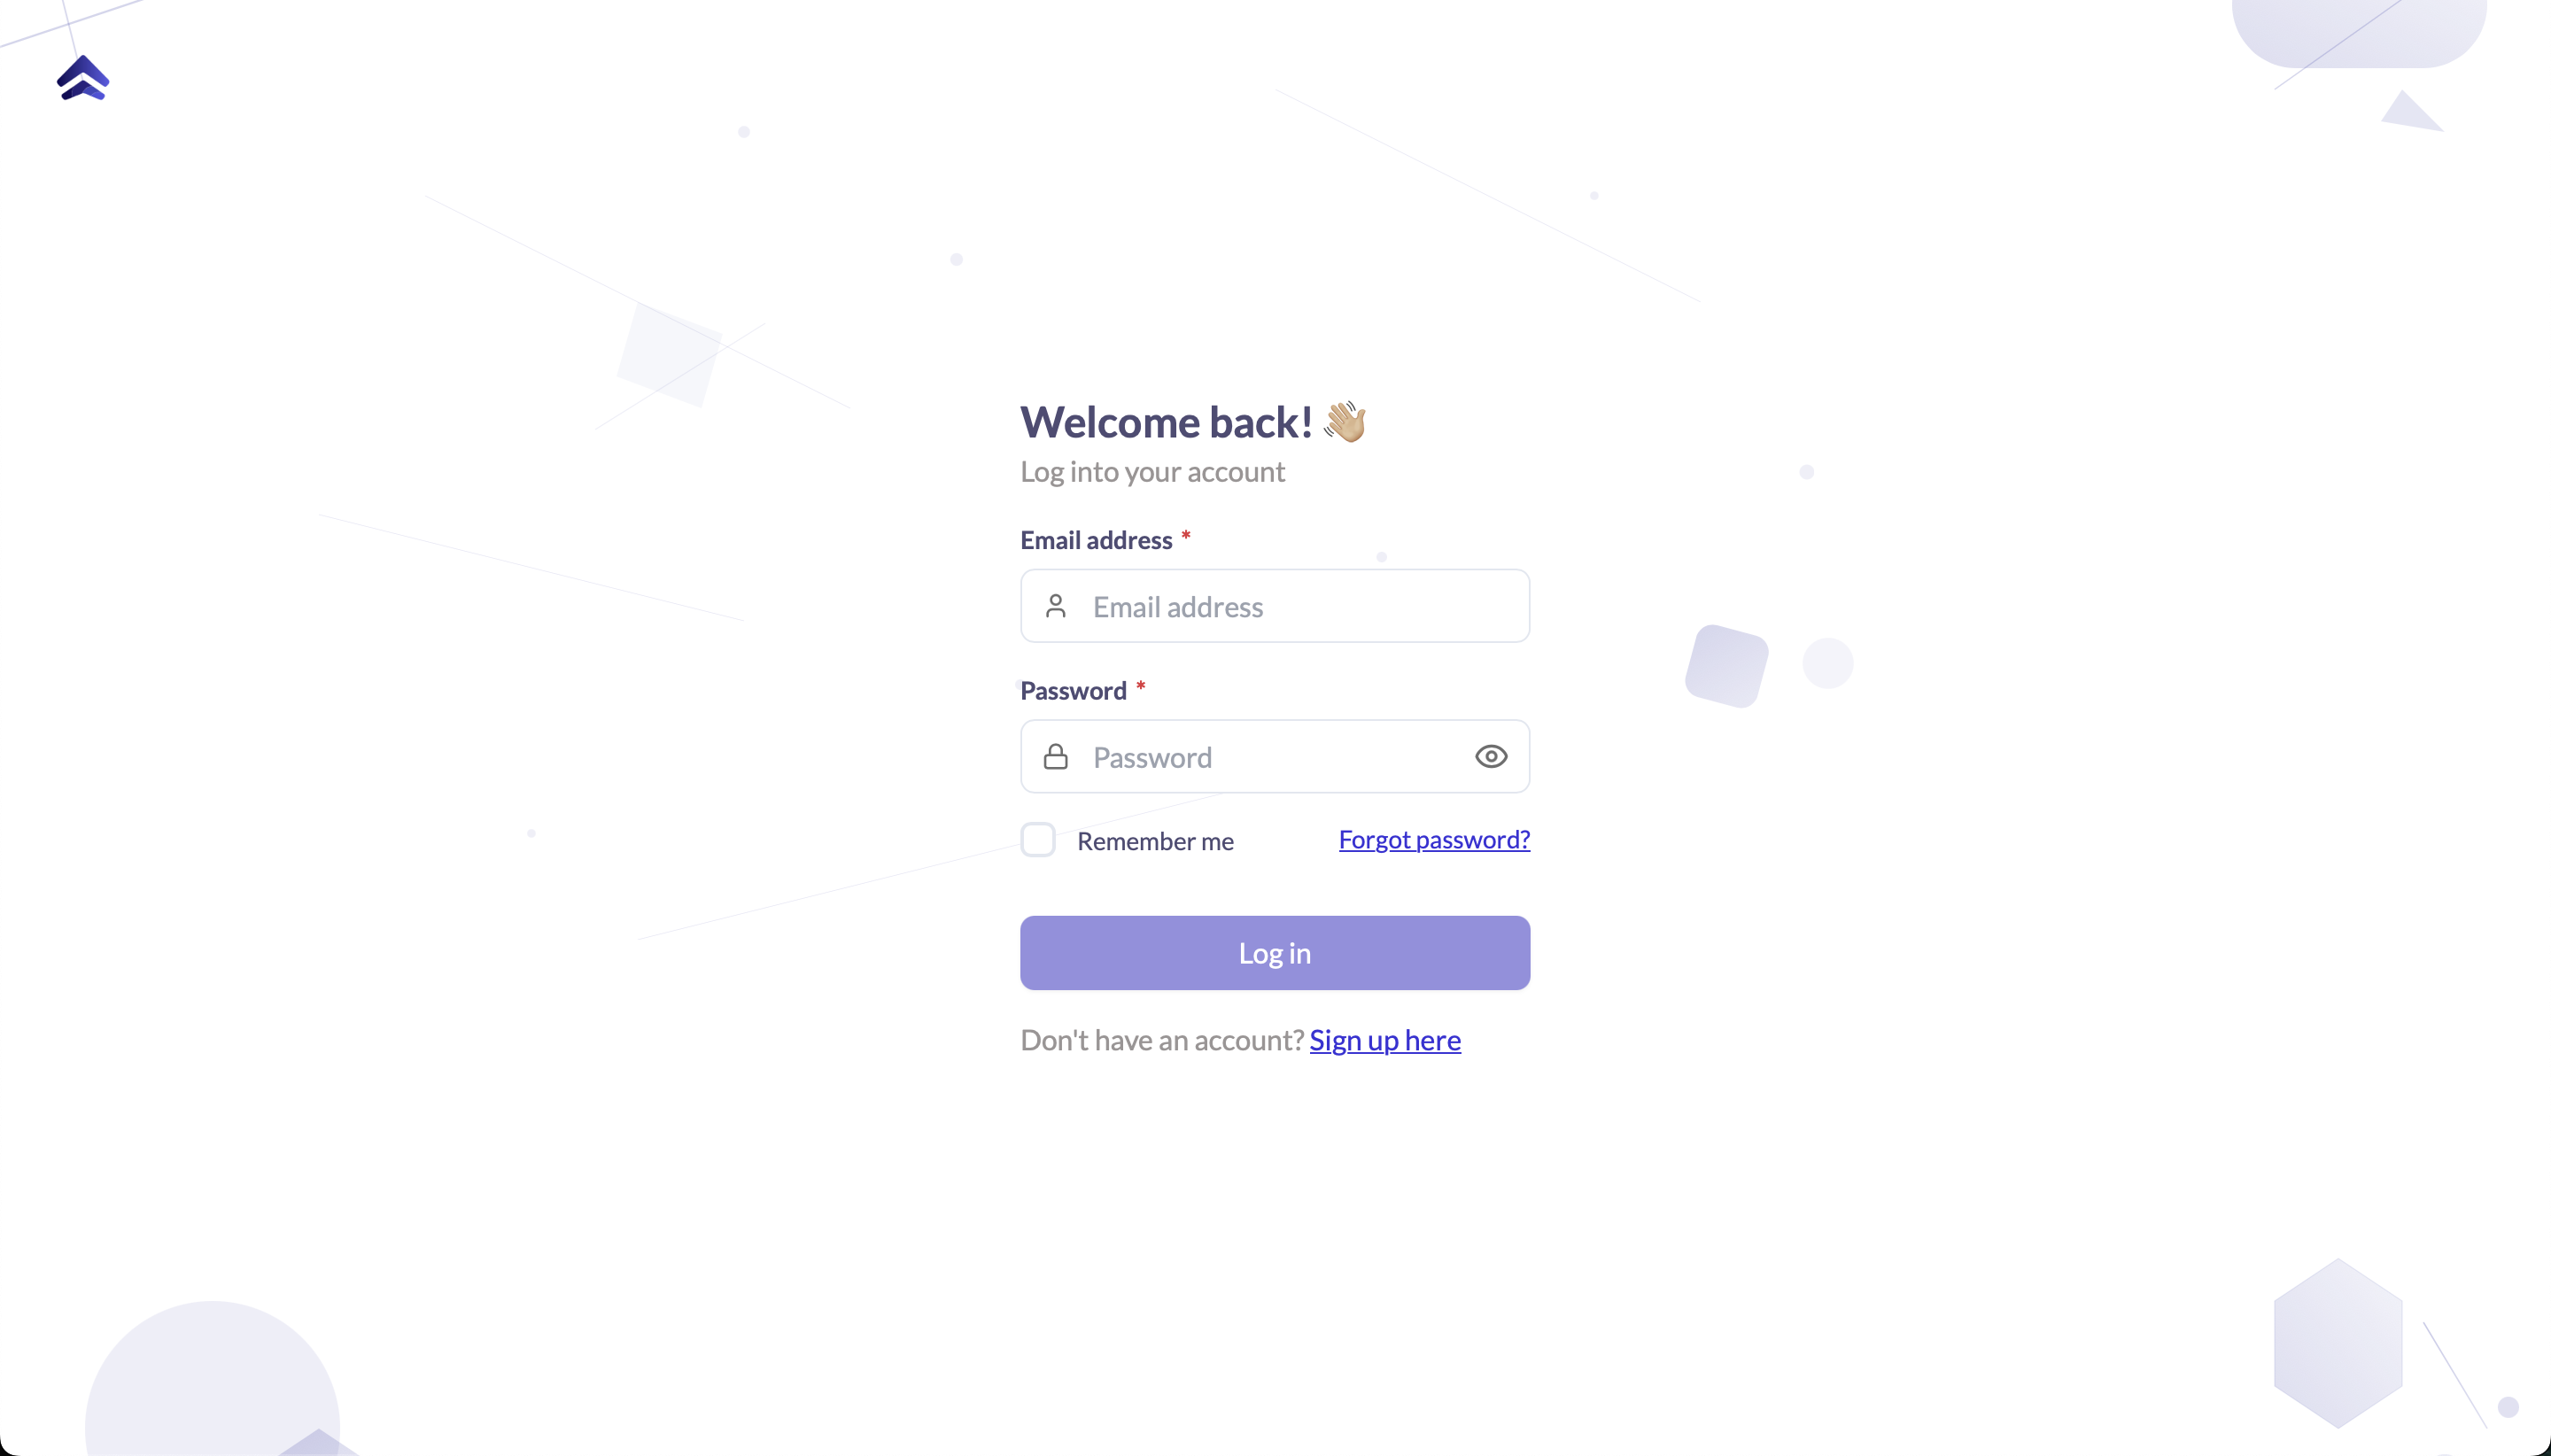 Welcome back! 👋🏼
Log into your account
Email address *
Email address
Password *
Password
Remember me
Forgot password?
Log in
Don't have an account? Sign up here